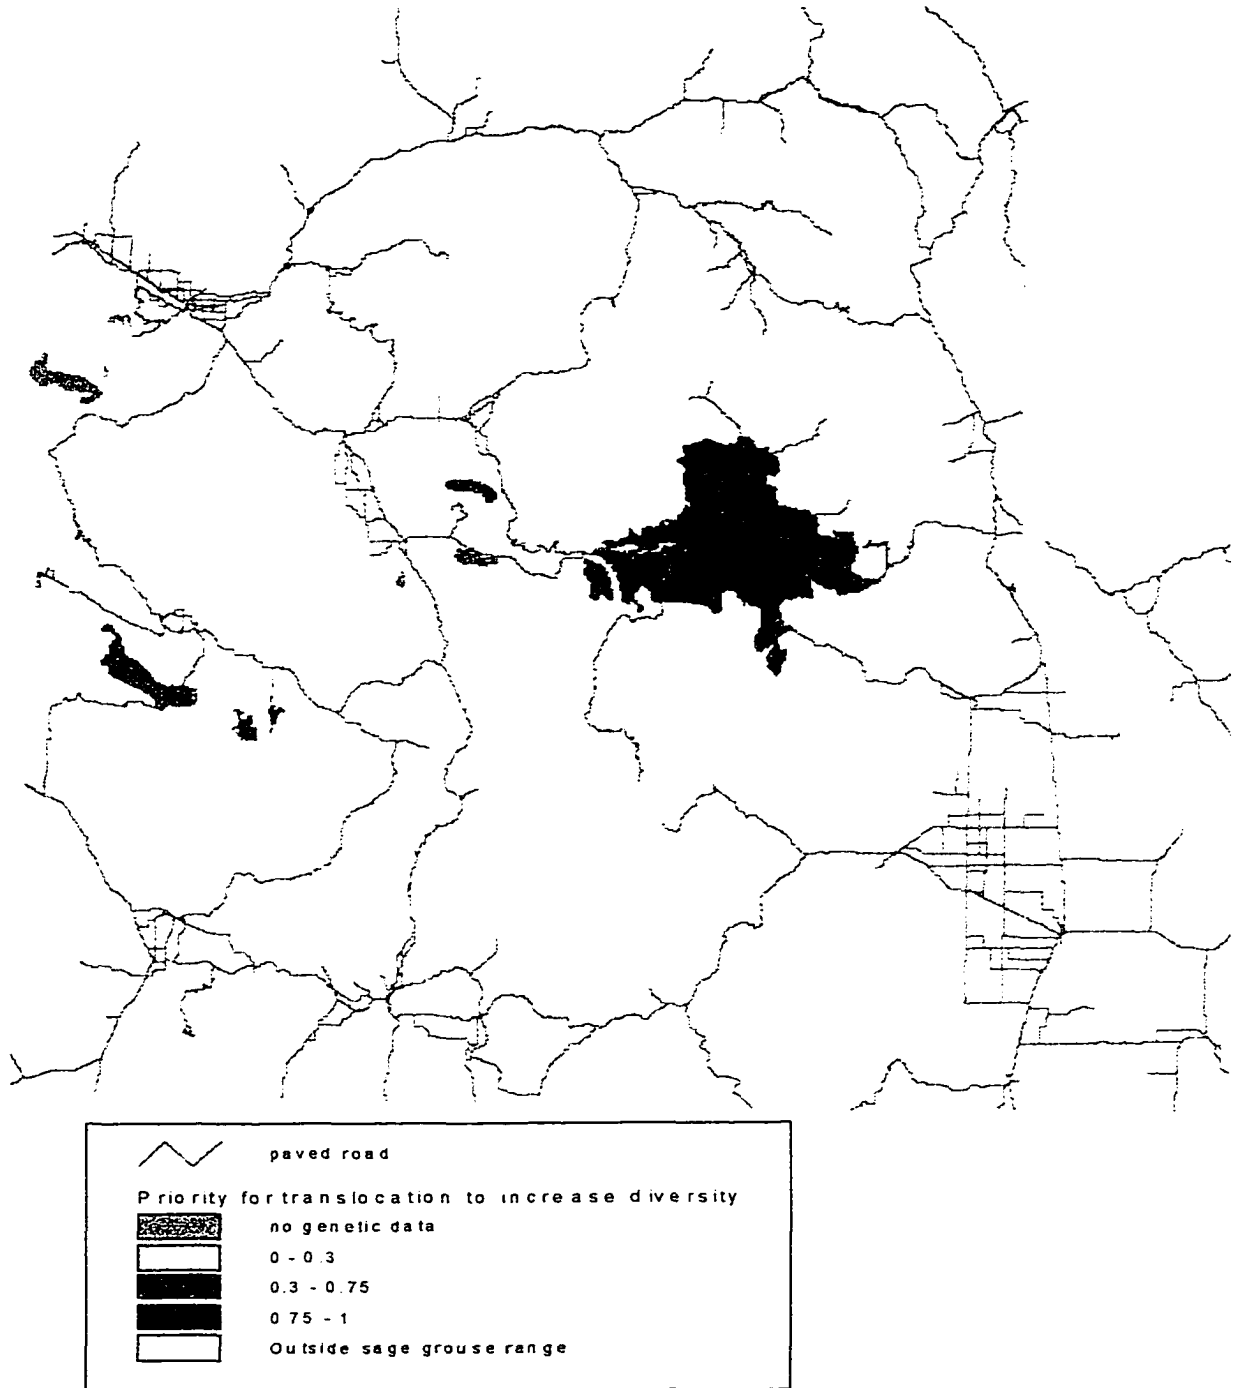 paved road
Priority for translocation to increase diversity
no genetic data
0 - 0.3
0.3 - 0.75
0 75 - 1
Outside sage grouse range